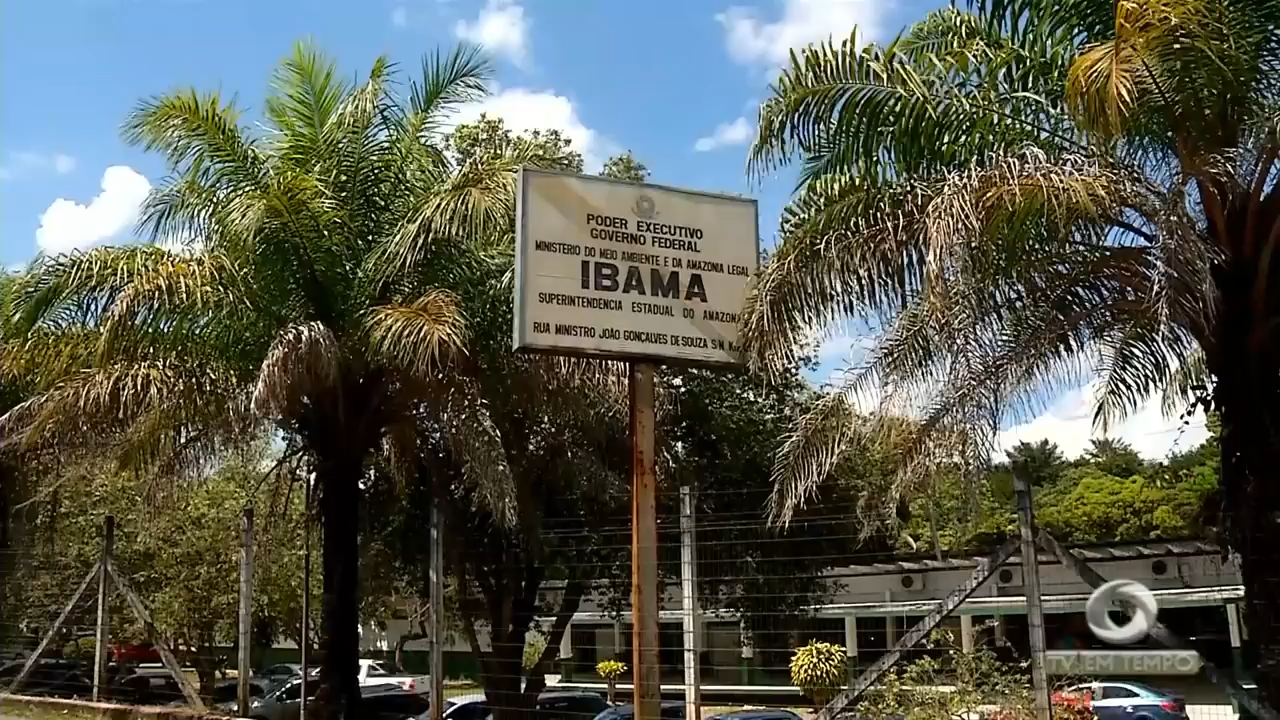 PODER EXECUTIVO
GOVERNO FEDERAL
MINISTERIO DO MEIO AMBIENTE E DA AMAZONIA LEGAL
IBAMA
SUPERINTENDENCIA ESTADUAL DO
RUA MINISTRO JOÃO GONCALVES DE SOUZA S/N
TV EM TEMPO